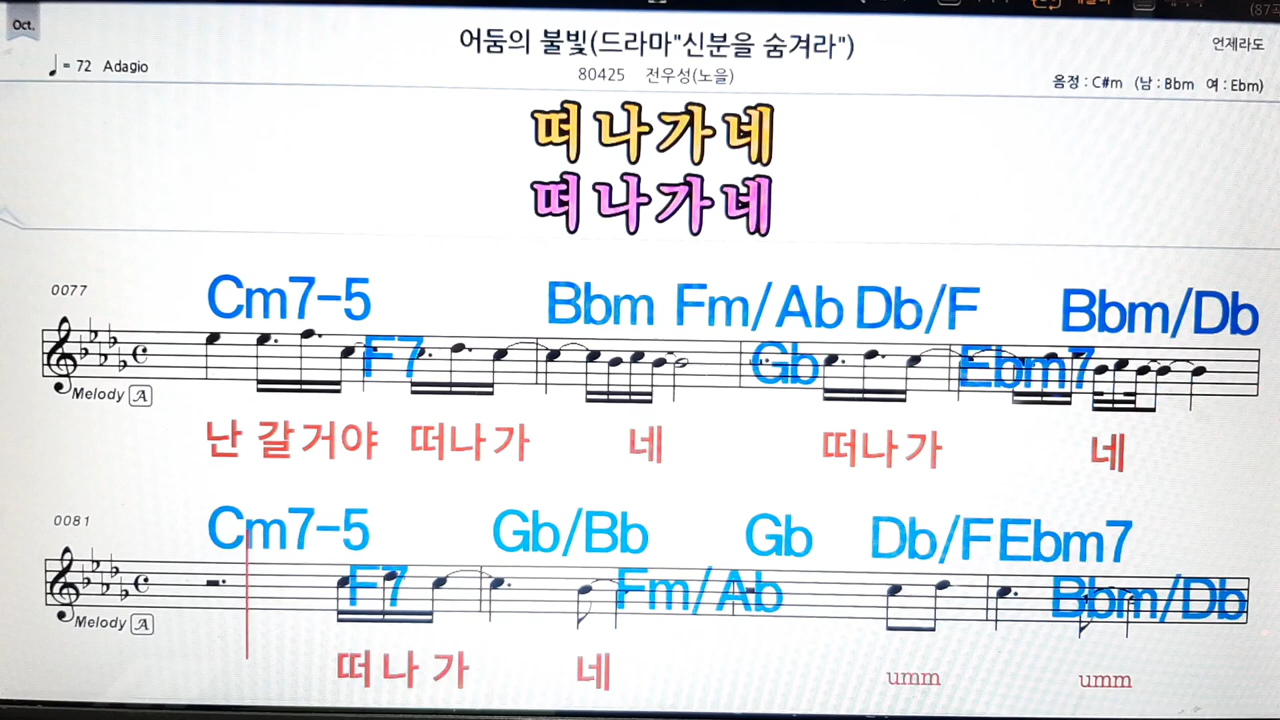 Oct.
어둠의 불빛(드라마"신분을 숨겨라")
언제라도
♩= 72 Adagio
80425 전우성(노을)
음정 : C#m (남 : Bbm 여 : Ebm)
떠나가네
떠나가네
0077
Cm7-5 Bbm Fm/Ab Db/F Bbm/Db
F7 Gb Ebm7
Melody A
난 갈거야 떠나가 네 떠나가 네
0081
Cm7-5 Gb/Bb Gb Db/F Ebm7
F7 Fm/Ab Bbm/Db
Melody A
떠나가 네 umm umm